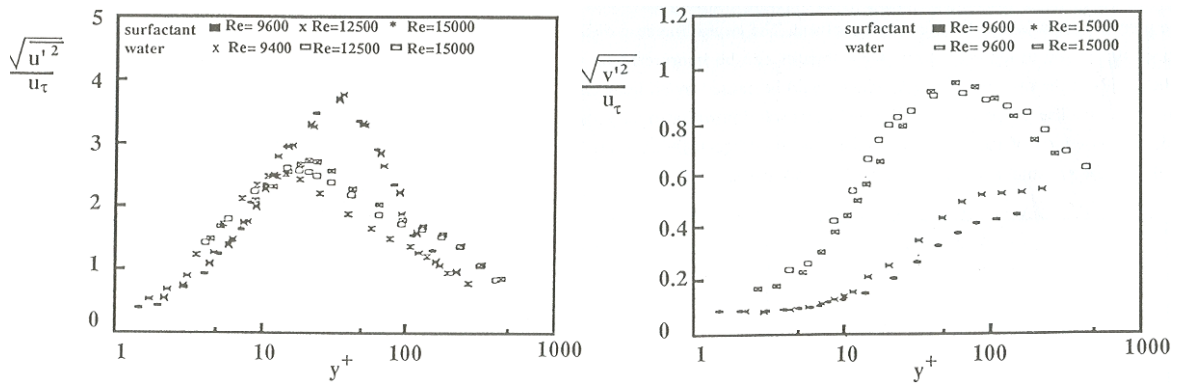 surfactant Re= 9600 x Re=12500 * Re=15000
water x Re= 9400 Re=12500 Re=15000
√u'²
uτ
5
4
3
2
1
0
1 10 100 1000
y+
surfactant Re= 9600 * Re=15000
water Re= 9600 Re=15000
√v'²
uτ
1.2
1
0.8
0.6
0.4
0.2
0
1 10 100 1000
y+